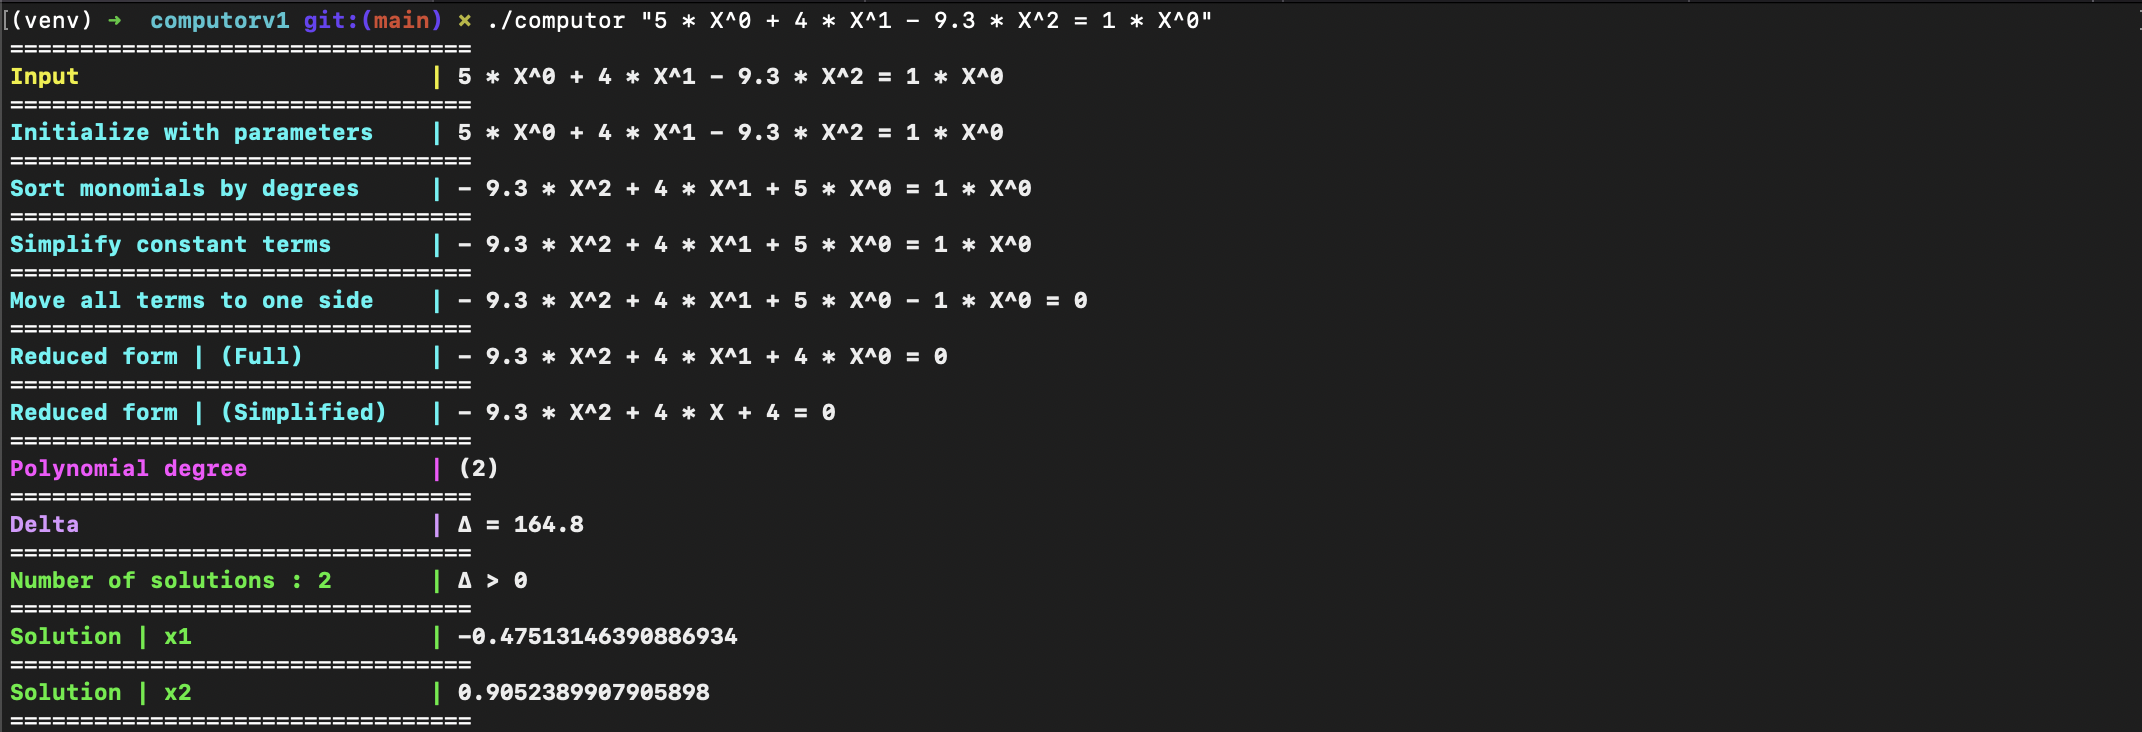 [(venv) ➜  computorv1 git:(main) ✗ ./computor "5 * X^0 + 4 * X^1 - 9.3 * X^2 = 1 * X^0"
=================================
Input                         | 5 * X^0 + 4 * X^1 - 9.3 * X^2 = 1 * X^0
=================================
Initialize with parameters    | 5 * X^0 + 4 * X^1 - 9.3 * X^2 = 1 * X^0
=================================
Sort monomials by degrees     | - 9.3 * X^2 + 4 * X^1 + 5 * X^0 = 1 * X^0
=================================
Simplify constant terms       | - 9.3 * X^2 + 4 * X^1 + 5 * X^0 = 1 * X^0
=================================
Move all terms to one side    | - 9.3 * X^2 + 4 * X^1 + 5 * X^0 - 1 * X^0 = 0
=================================
Reduced form | (Full)         | - 9.3 * X^2 + 4 * X^1 + 4 * X^0 = 0
=================================
Reduced form | (Simplified)   | - 9.3 * X^2 + 4 * X + 4 = 0
=================================
Polynomial degree             | (2)
=================================
Delta                         | Δ = 164.8
=================================
Number of solutions : 2       | Δ > 0
=================================
Solution | x1                 | -0.47513146390886934
=================================
Solution | x2                 | 0.9052389907905898
=================================